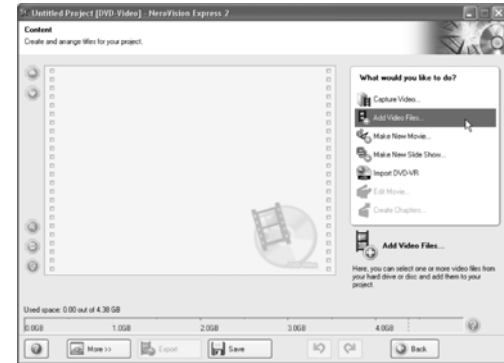 Untitled Project [DVD-Video] - NeroVision Express 2
Content
Create and arrange titles for your project.
What would you like to do?
Capture Video...
Add Video Files...
Make New Movie...
Make New Slide Show...
Import DVD-VR
Edit Movie...
Create Chapters...
Add Video Files...
Here, you can select one or more video files from
your hard drive or disc and add them to your
project.
Used space: 0.00 out of 4.38 GB
0.0GB 1.0GB 2.0GB 3.0GB 4.0GB
More >> Export Save Back